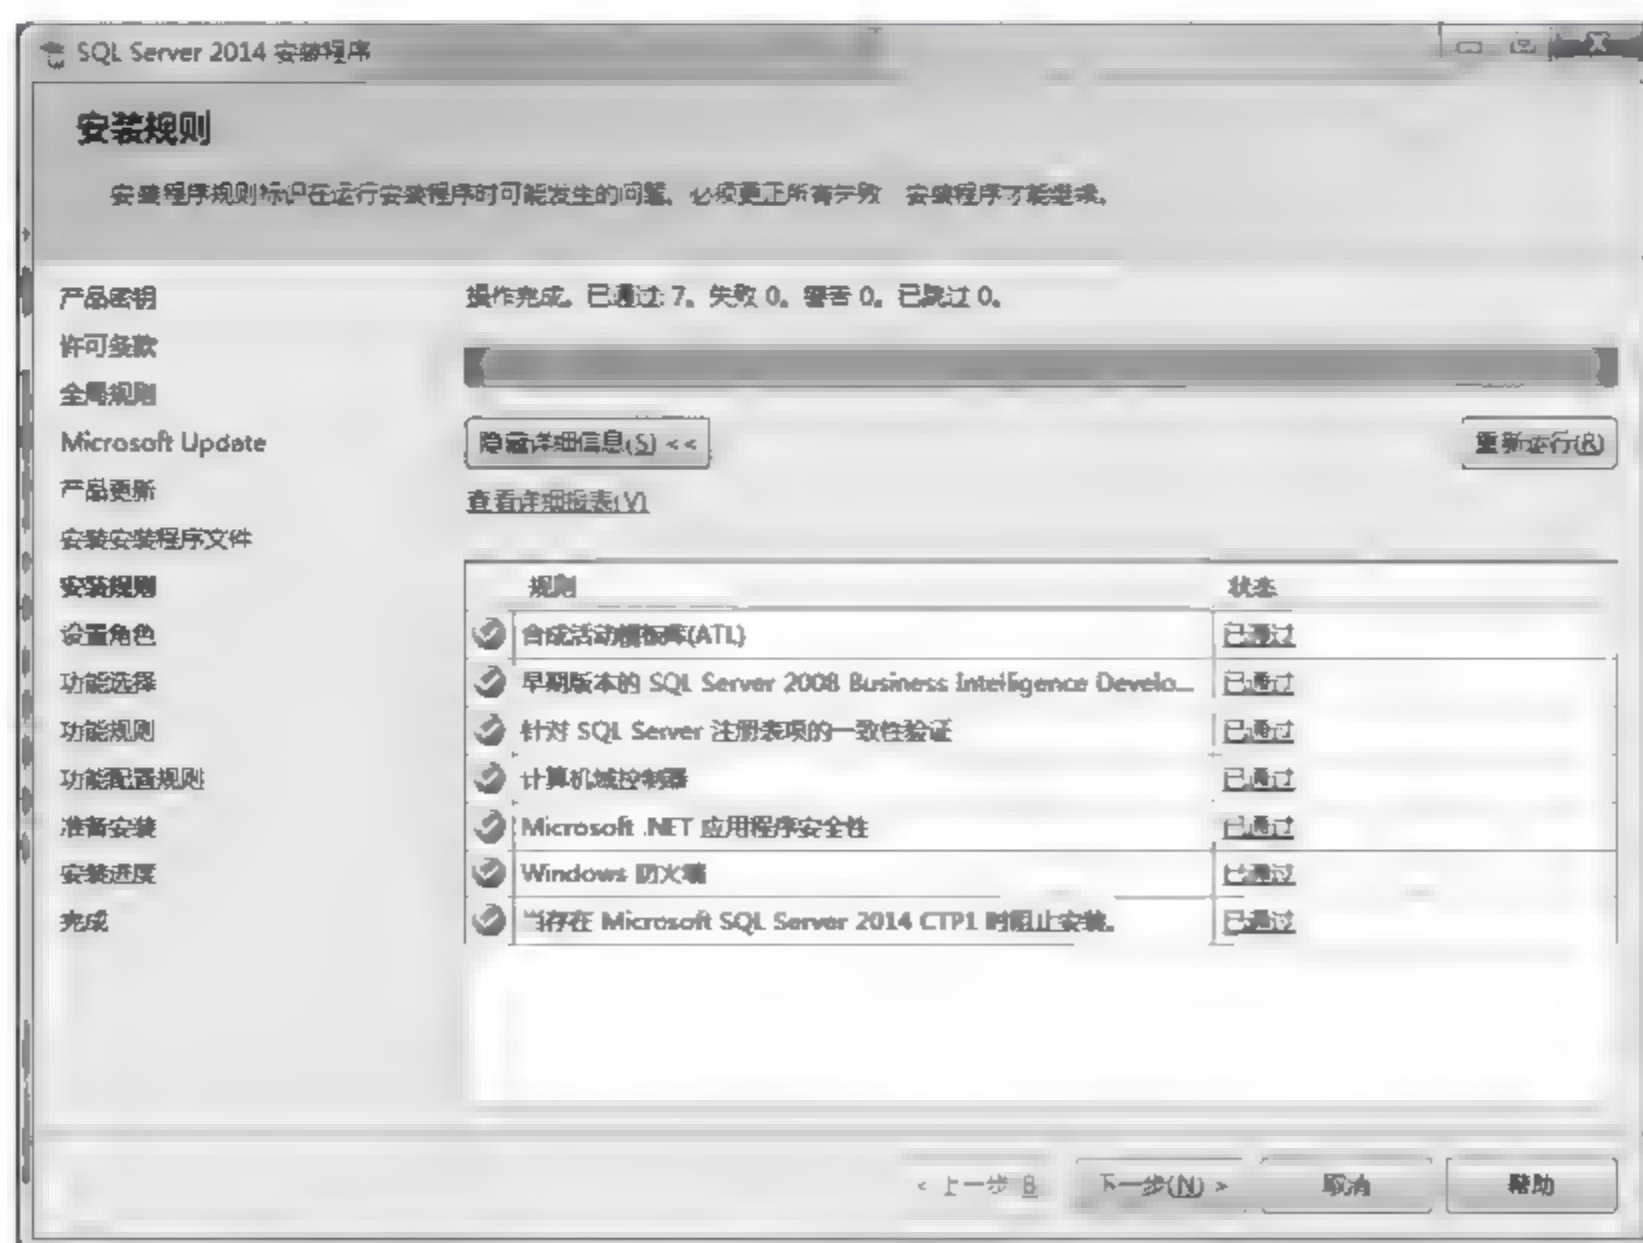 SQL Server 2014 安装程序
安装规则
安装程序规则标识在运行安装程序时可能发生的问题。必须更正所有失败 安装程序才能继续。
产品密钥
许可条款
全局规则
Microsoft Update
产品更新
安装安装程序文件
安装规则
设置角色
功能选择
功能规则
功能配置规则
准备安装
安装进度
完成
操作完成。已通过: 7。失败 0。警告 0。已跳过 0。
隐藏详细信息(S) <<
重新运行(R)
查看详细报表(V)
规则 状态
合成活动模板库(ATL) 已通过
早期版本的 SQL Server 2008 Business Intelligence Develo... 已通过
针对 SQL Server 注册表项的一致性验证 已通过
计算机域控制器 已通过
Microsoft .NET 应用程序安全性 已通过
Windows 防火墙 已通过
当存在 Microsoft SQL Server 2014 CTP1 时阻止安装。 已通过
< 上一步 B 下一步(N) > 取消 帮助